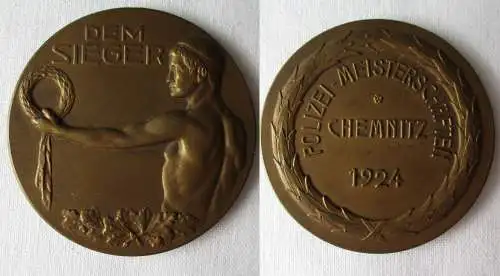 DEM
SIEGER
POLIZEI-MEISTERSCHAFTEN
CHEMNITZ
1924